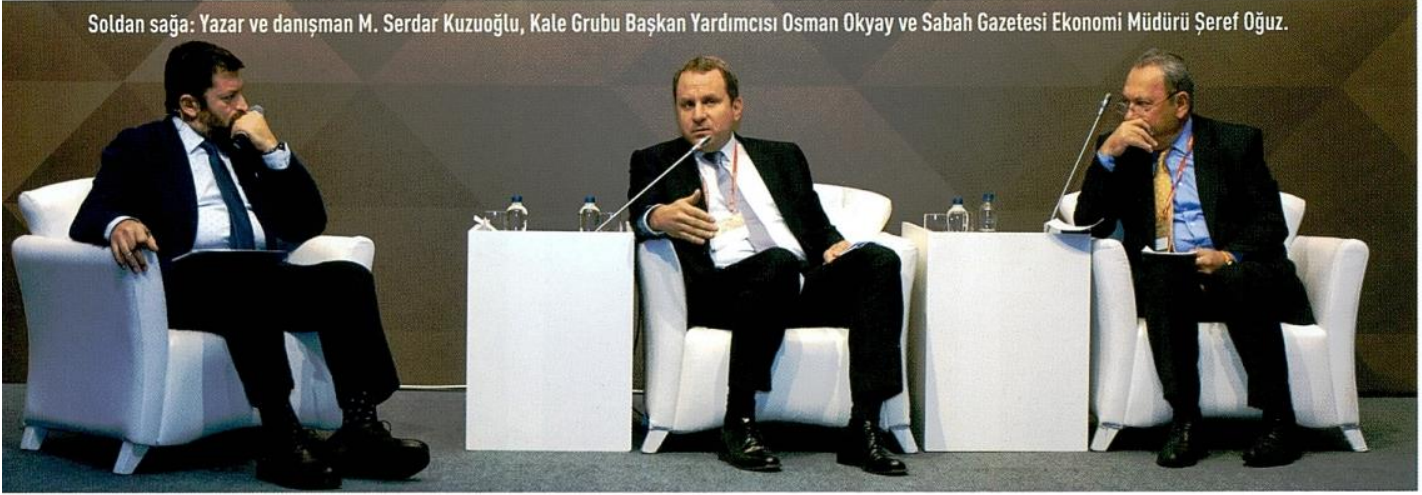 Soldan sağa: Yazar ve danışman M. Serdar Kuzuoğlu, Kale Grubu Başkan Yardımcısı Osman Okyay ve Sabah Gazetesi Ekonomi Müdürü Şeref Oğuz.